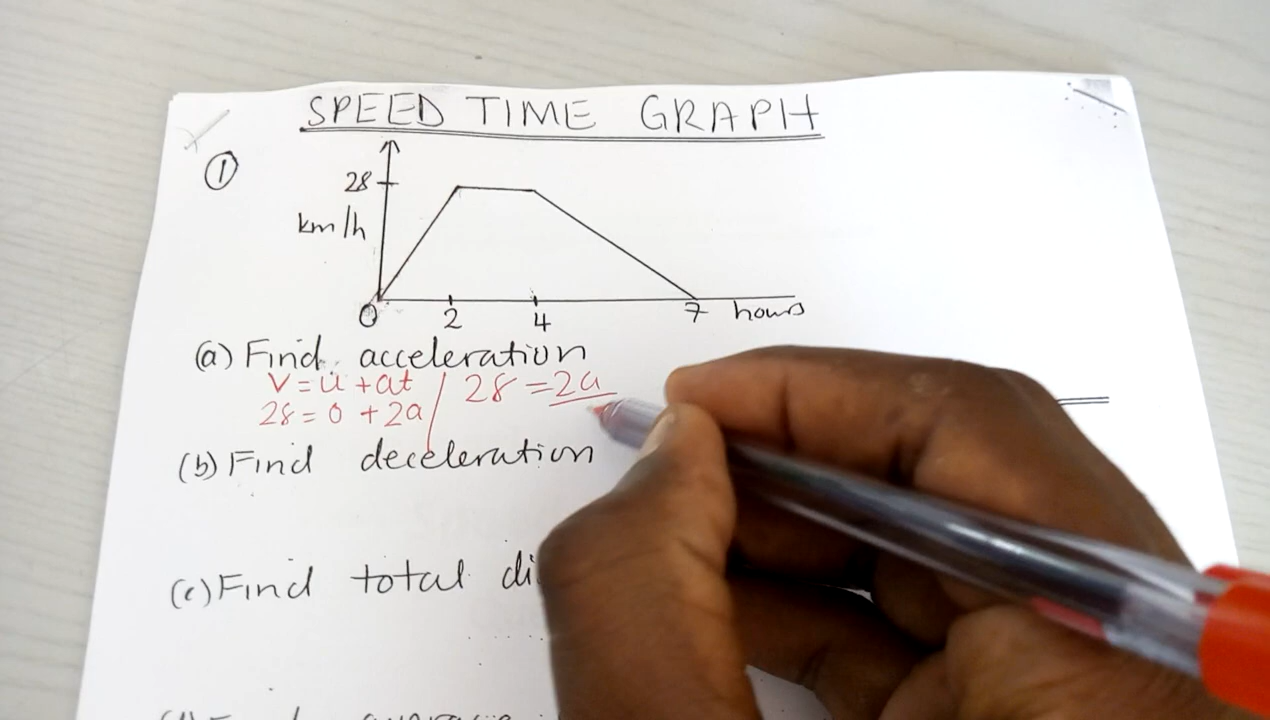 SPEED TIME GRAPH
①
28
km/h
0 2 4 7 hours
(a) Find acceleration
V = u + at / 28 = 2a
28 = 0 + 2a
(b) Find deceleration
(c) Find total